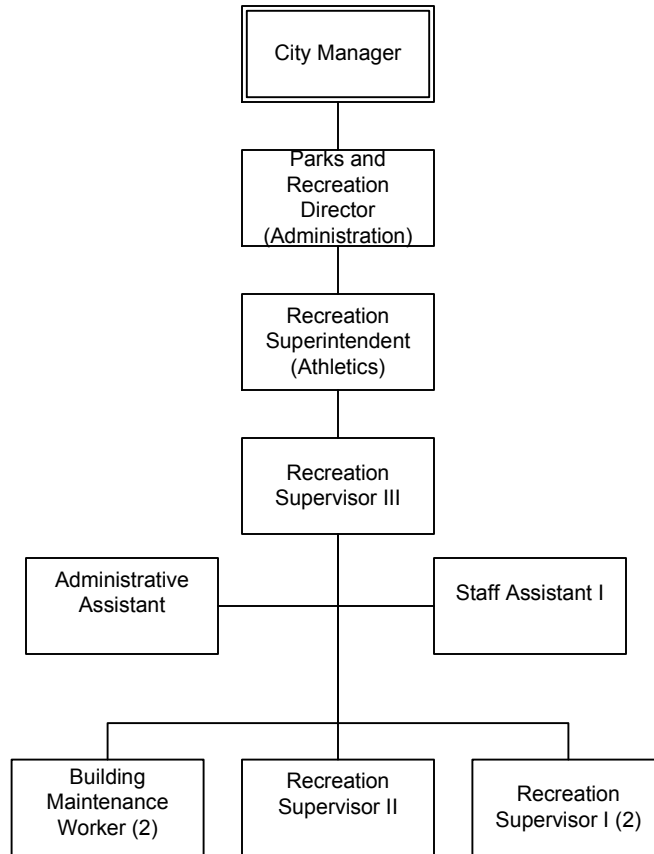 City Manager
Parks and
Recreation
Director
(Administration)
Recreation
Superintendent
(Athletics)
Recreation
Supervisor III
Administrative
Assistant
Staff Assistant I
Building
Maintenance
Worker (2)
Recreation
Supervisor II
Recreation
Supervisor I (2)